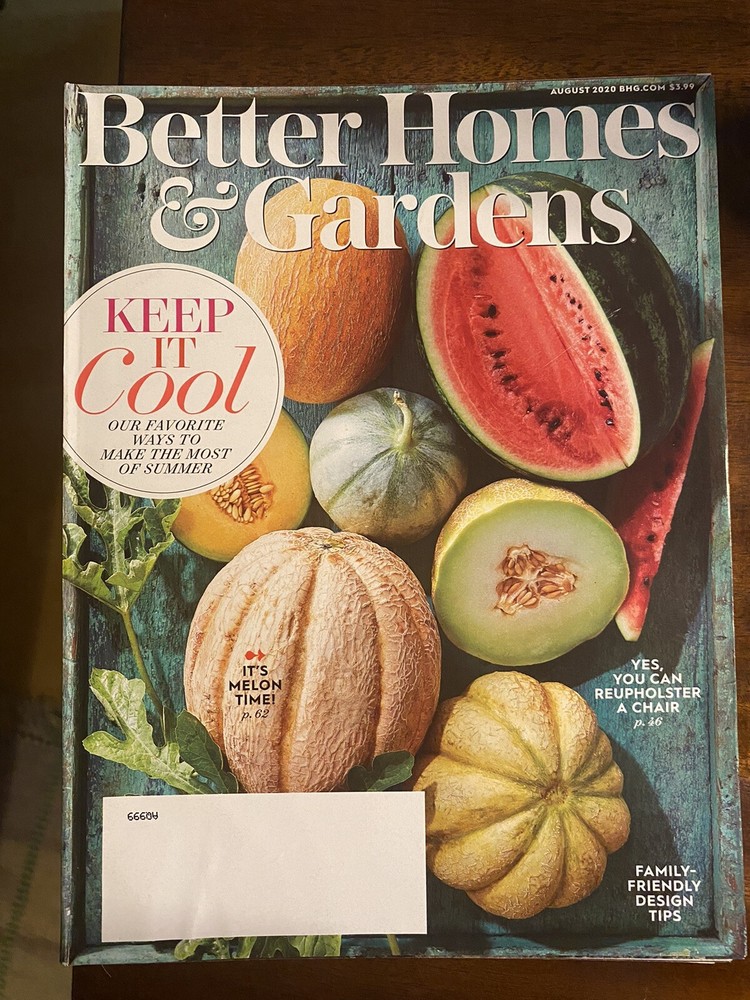 AUGUST 2020 BHG.COM $3.99
Better Homes
& Gardens
KEEP
IT
Cool
OUR FAVORITE
WAYS TO
MAKE THE MOST
OF SUMMER
IT'S
MELON
TIME!
p. 62
YES,
YOU CAN
REUPHOLSTER
A CHAIR
p. 46
FAMILY-
FRIENDLY
DESIGN
TIPS